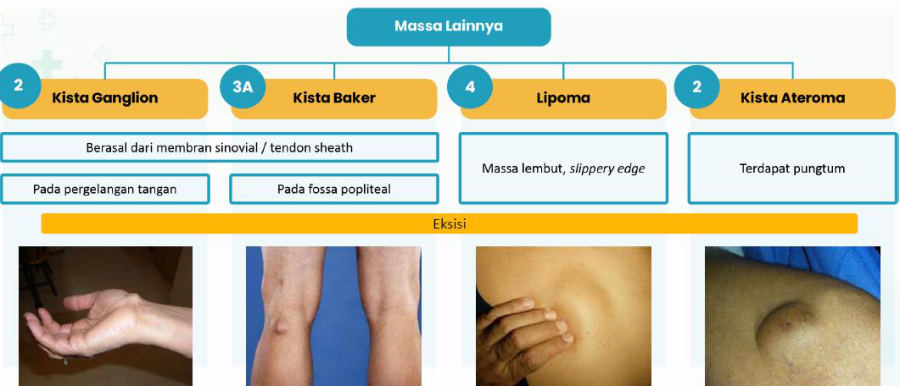 Massa Lainnya
2
Kista Ganglion
3A
Kista Baker
4
Lipoma
2
Kista Ateroma
Berasal dari membran sinovial / tendon sheath
Massa lembut, slippery edge
Terdapat pungtum
Pada pergelangan tangan
Pada fossa popliteal
Eksisi